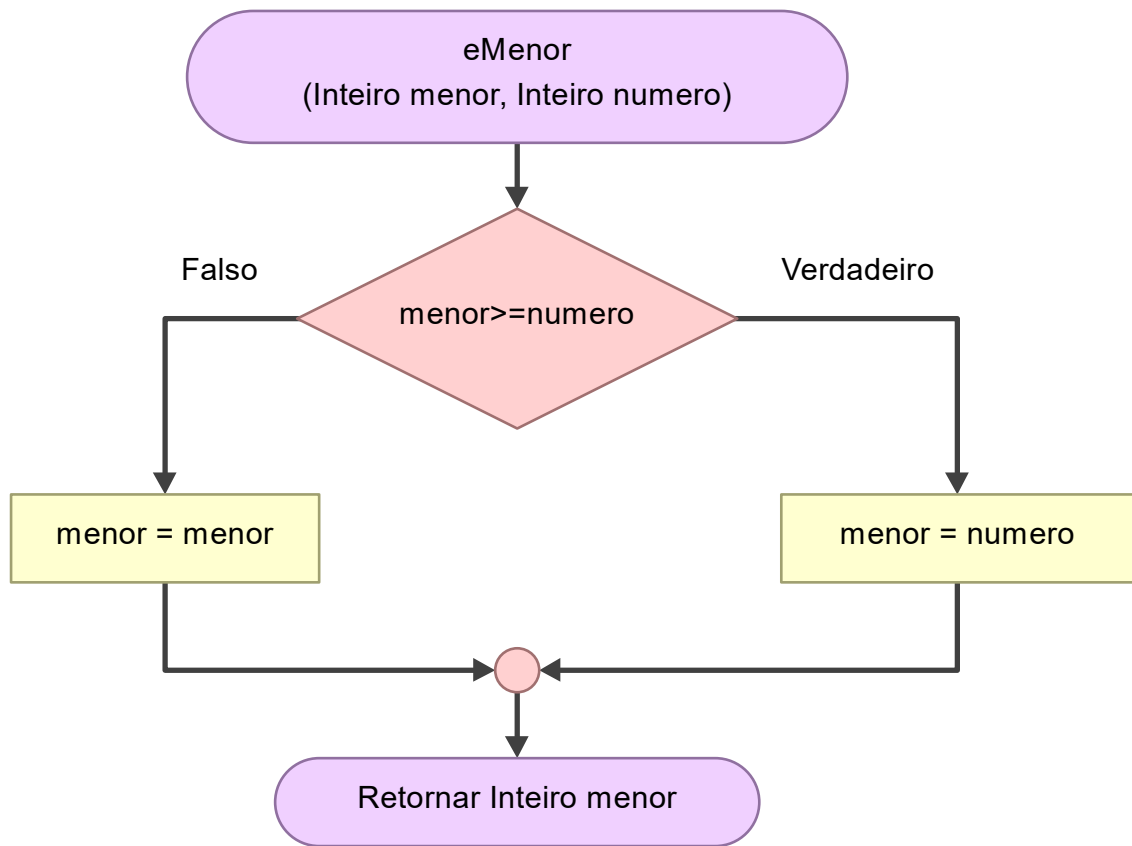 eMenor
(Inteiro menor, Inteiro numero)
Falso
Verdadeiro
menor>=numero
menor = menor
menor = numero
Retornar Inteiro menor